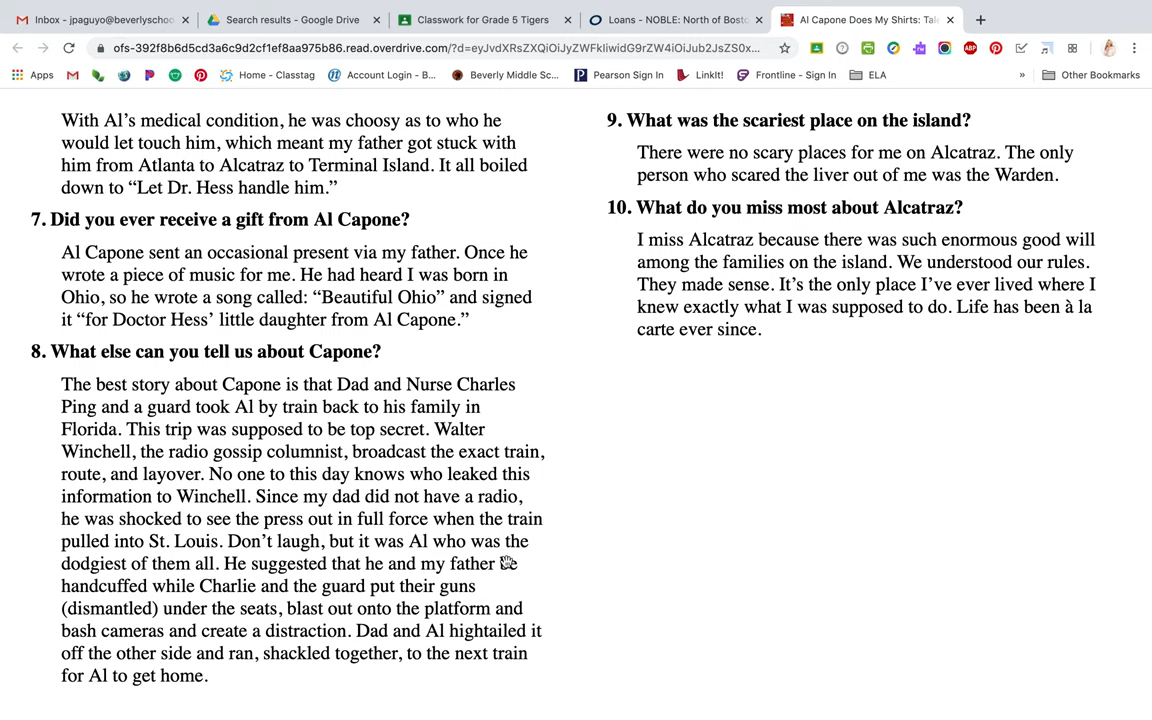 Inbox - jpaguyo@beverlyschoo
Search results - Google Drive
Classwork for Grade 5 Tigers
Loans - NOBLE: North of Bosto
Al Capone Does My Shirts: Tale
ofs-392f8b6d5cd3a6c9d2cf1ef8aa975b86.read.overdrive.com/?d=eyJvdXRsZXQiOiJyZWFkIiwidG9rZW4iOiJub2JsZS0x...
Apps
Home - Classtag
Account Login - B...
Beverly Middle Sc...
Pearson Sign In
LinkIt!
Frontline - Sign In
ELA
»
Other Bookmarks
With Al’s medical condition, he was choosy as to who he
would let touch him, which meant my father got stuck with
him from Atlanta to Alcatraz to Terminal Island. It all boiled
down to “Let Dr. Hess handle him.”
7. Did you ever receive a gift from Al Capone?
Al Capone sent an occasional present via my father. Once he
wrote a piece of music for me. He had heard I was born in
Ohio, so he wrote a song called: “Beautiful Ohio” and signed
it “for Doctor Hess’ little daughter from Al Capone.”
8. What else can you tell us about Capone?
The best story about Capone is that Dad and Nurse Charles
Ping and a guard took Al by train back to his family in
Florida. This trip was supposed to be top secret. Walter
Winchell, the radio gossip columnist, broadcast the exact train,
route, and layover. No one to this day knows who leaked this
information to Winchell. Since my dad did not have a radio,
he was shocked to see the press out in full force when the train
pulled into St. Louis. Don’t laugh, but it was Al who was the
dodgiest of them all. He suggested that he and my father be
handcuffed while Charlie and the guard put their guns
(dismantled) under the seats, blast out onto the platform and
bash cameras and create a distraction. Dad and Al hightailed it
off the other side and ran, shackled together, to the next train
for Al to get home.
9. What was the scariest place on the island?
There were no scary places for me on Alcatraz. The only
person who scared the liver out of me was the Warden.
10. What do you miss most about Alcatraz?
I miss Alcatraz because there was such enormous good will
among the families on the island. We understood our rules.
They made sense. It’s the only place I’ve ever lived where I
knew exactly what I was supposed to do. Life has been à la
carte ever since.